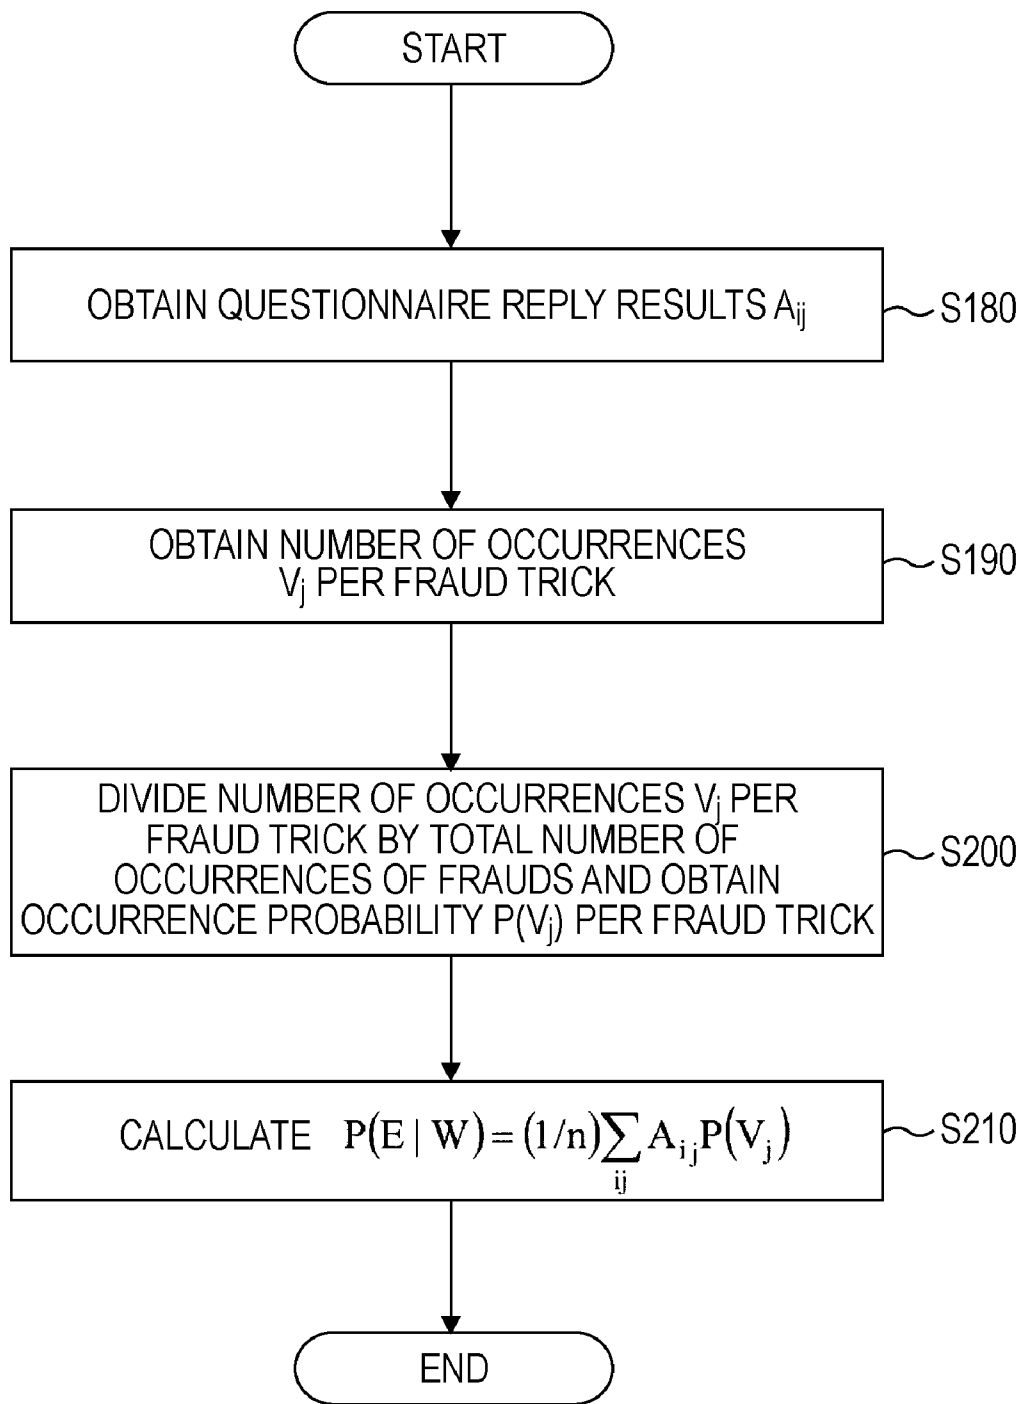 START
OBTAIN QUESTIONNAIRE REPLY RESULTS Aij
S180
OBTAIN NUMBER OF OCCURRENCES
Vj PER FRAUD TRICK
S190
DIVIDE NUMBER OF OCCURRENCES Vj PER
FRAUD TRICK BY TOTAL NUMBER OF
OCCURRENCES OF FRAUDS AND OBTAIN
OCCURRENCE PROBABILITY P(Vj) PER FRAUD TRICK
S200
CALCULATE P(E | W) = (1/n)∑ij AijP(Vj)
S210
END